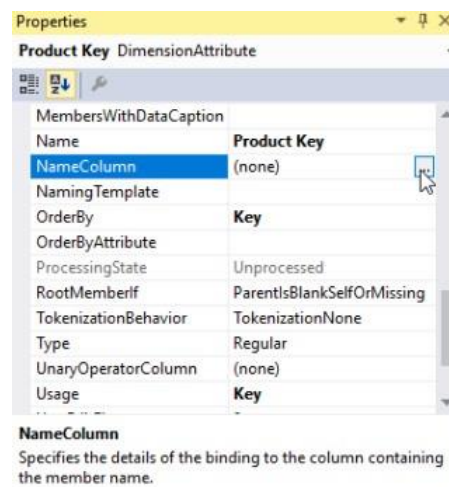 Properties
Product Key DimensionAttribute
MembersWithDataCaption
Name Product Key
NameColumn (none) ...
NamingTemplate
OrderBy Key
OrderByAttribute
ProcessingState Unprocessed
RootMemberIf ParentIsBlankSelfOrMissing
TokenizationBehavior TokenizationNone
Type Regular
UnaryOperatorColumn (none)
Usage Key
NameColumn
Specifies the details of the binding to the column containing
the member name.